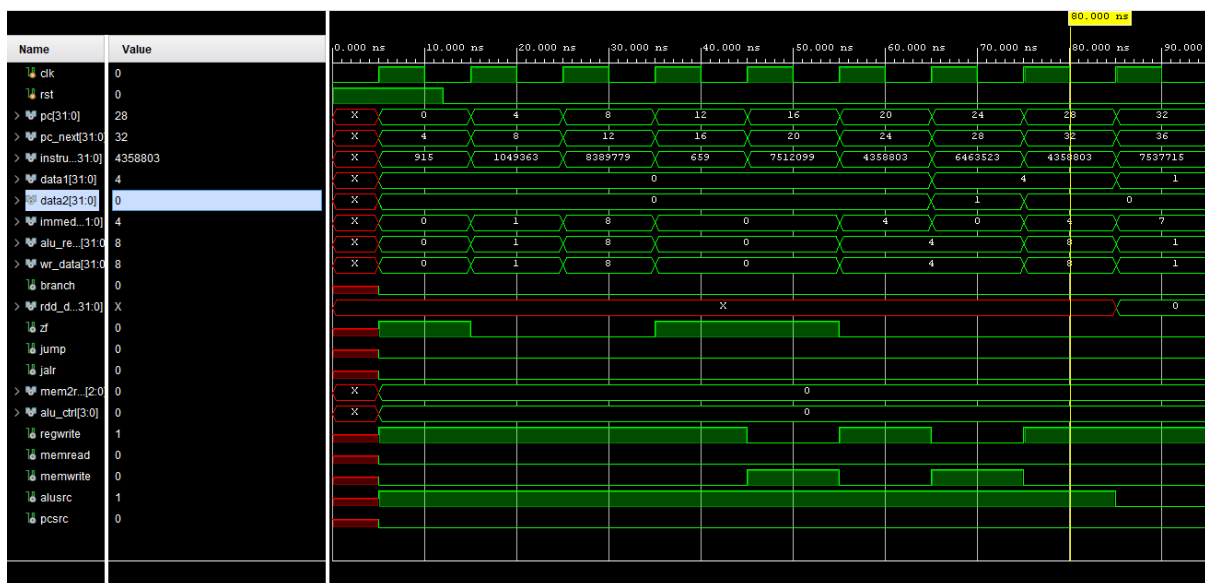 80.000 ns
Name Value
0.000 ns 10.000 ns 20.000 ns 30.000 ns 40.000 ns 50.000 ns 60.000 ns 70.000 ns 80.000 ns 90.000
clk 0
rst 0
> pc[31:0] 28 X 0 4 8 12 16 20 24 28 32
> pc_next[31:0 32 X 4 8 12 16 20 24 28 32 36
> instru...31:0] 4358803 X 915 1049363 8389779 659 7512099 4358803 6463523 4358803 7537715
> data1[31:0] 4 X 0 4 1
> data2[31:0] 0 X 0 1 0
> immed...1:0] 4 X 0 1 8 0 4 0 4 7
> alu_re...[31:0 8 X 0 1 8 0 4 8 1
> wr_data[31:0 8 X 0 1 8 0 4 8 1
branch 0
> rdd_d...31:0] X X 0
zf 0
jump 0
jalr 0
> mem2r...[2:0] 0 X 0
> alu_ctrl[3:0] 0 X 0
regwrite 1
memread 0
memwrite 0
alusrc 1
pcsrc 0